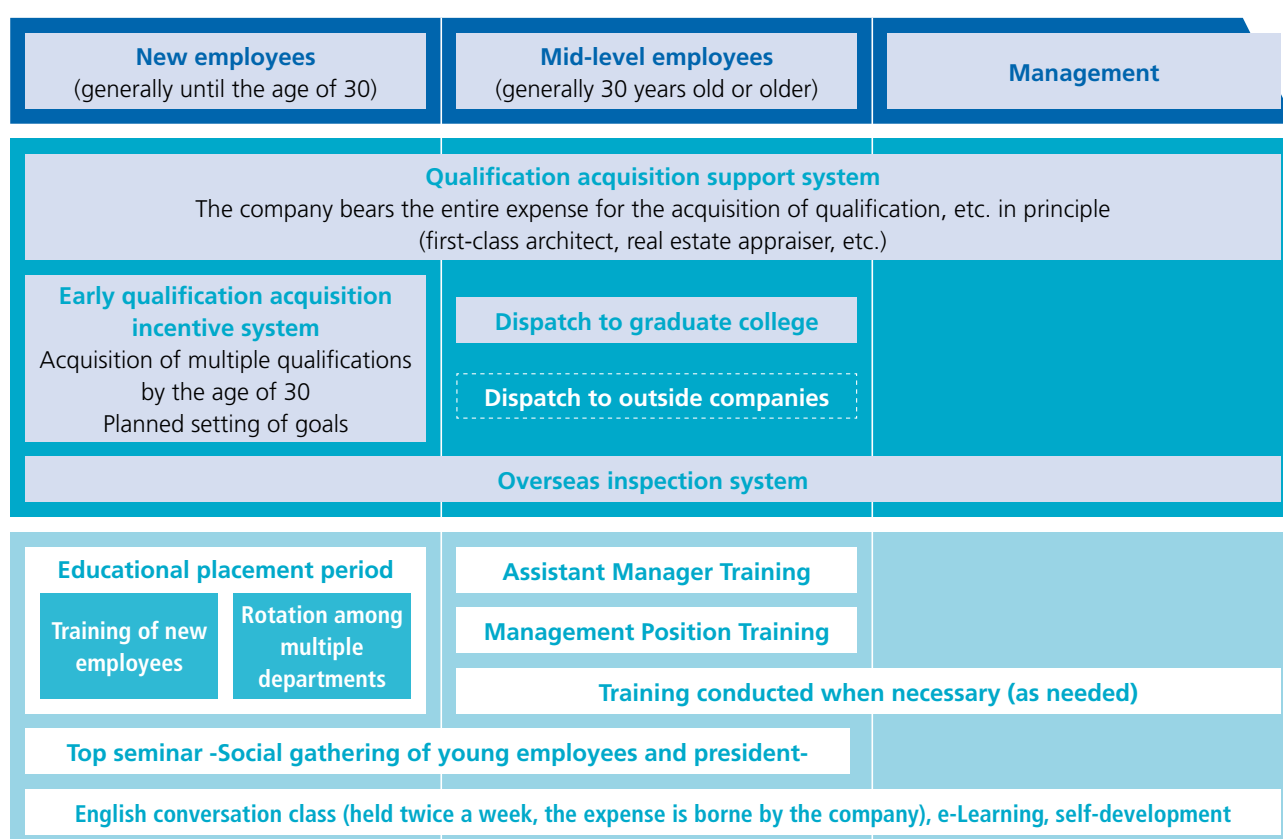 New employees
(generally until the age of 30)
Mid-level employees
(generally 30 years old or older)
Management
Qualification acquisition support system
The company bears the entire expense for the acquisition of qualification, etc. in principle
(first-class architect, real estate appraiser, etc.)
Early qualification acquisition
incentive system
Acquisition of multiple qualifications
by the age of 30
Planned setting of goals
Dispatch to graduate college
Dispatch to outside companies
Overseas inspection system
Educational placement period
Training of new
employees
Rotation among
multiple
departments
Assistant Manager Training
Management Position Training
Training conducted when necessary (as needed)
Top seminar -Social gathering of young employees and president-
English conversation class (held twice a week, the expense is borne by the company), e-Learning, self-development